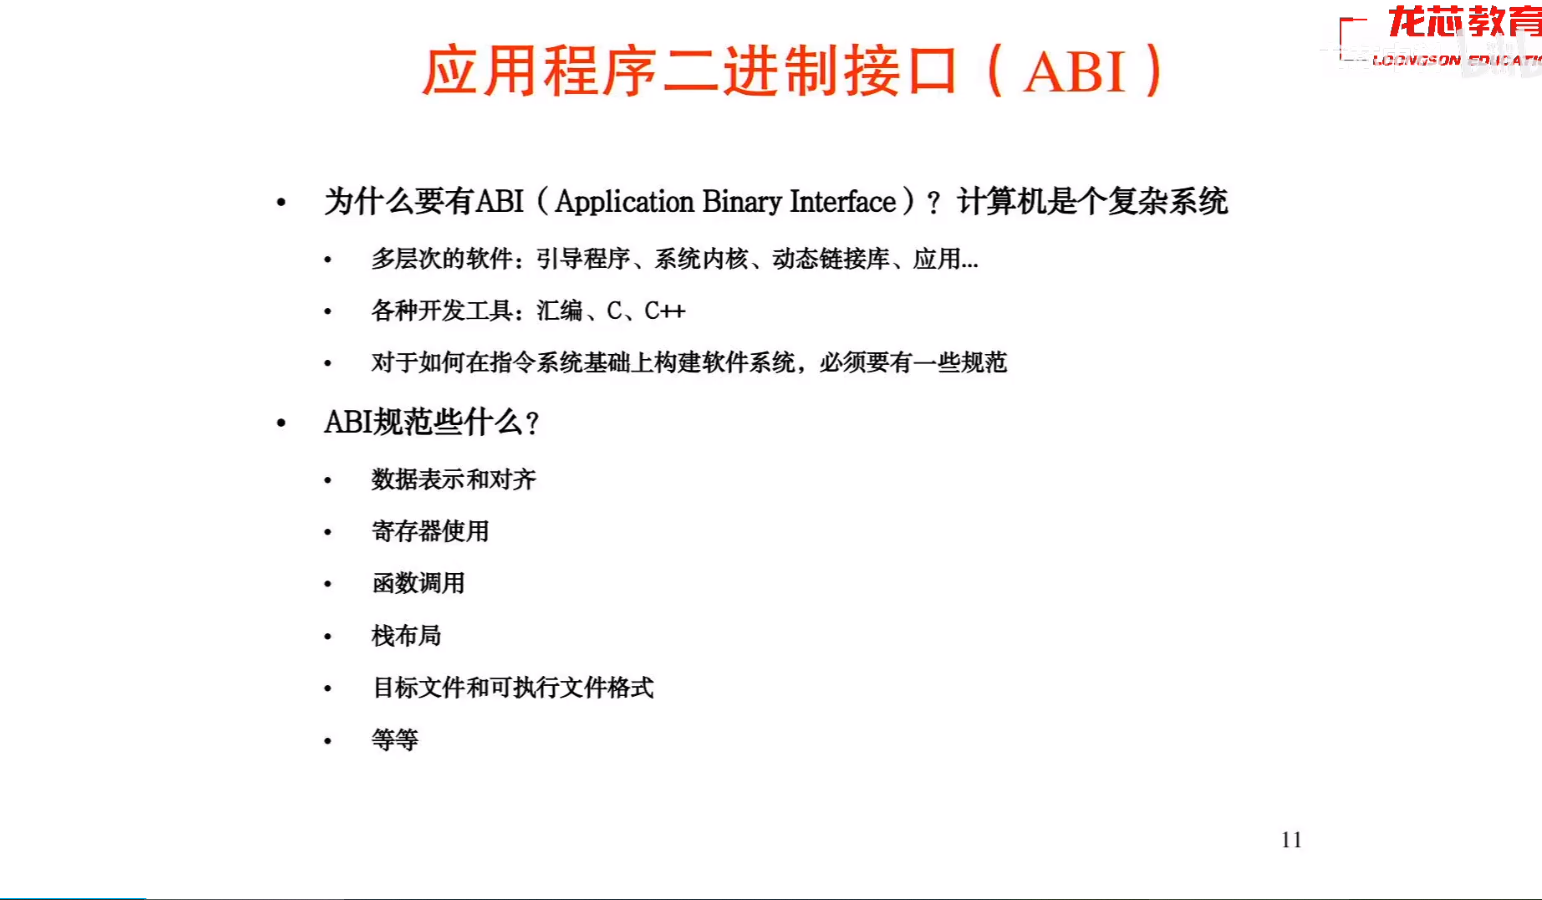 龙芯教育
LOONGSON EDUCATI
应用程序二进制接口（ABI）
• 为什么要有ABI（Application Binary Interface）？计算机是个复杂系统
• 多层次的软件：引导程序、系统内核、动态链接库、应用...
• 各种开发工具：汇编、C、C++
• 对于如何在指令系统基础上构建软件系统，必须要有一些规范
• ABI规范些什么？
• 数据表示和对齐
• 寄存器使用
• 函数调用
• 栈布局
• 目标文件和可执行文件格式
• 等等
11